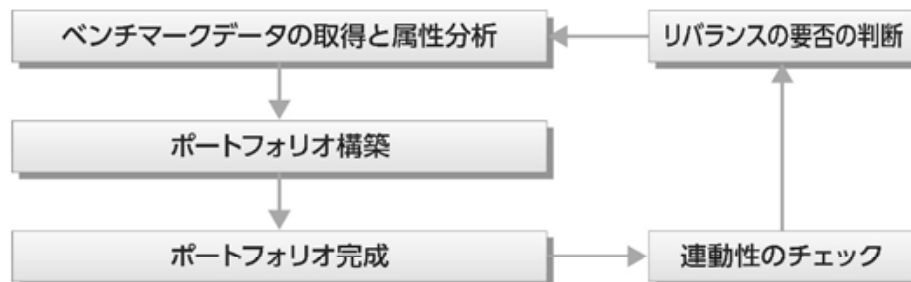 ベンチマークデータの取得と属性分析
リバランスの要否の判断
ポートフォリオ構築
ポートフォリオ完成
連動性のチェック